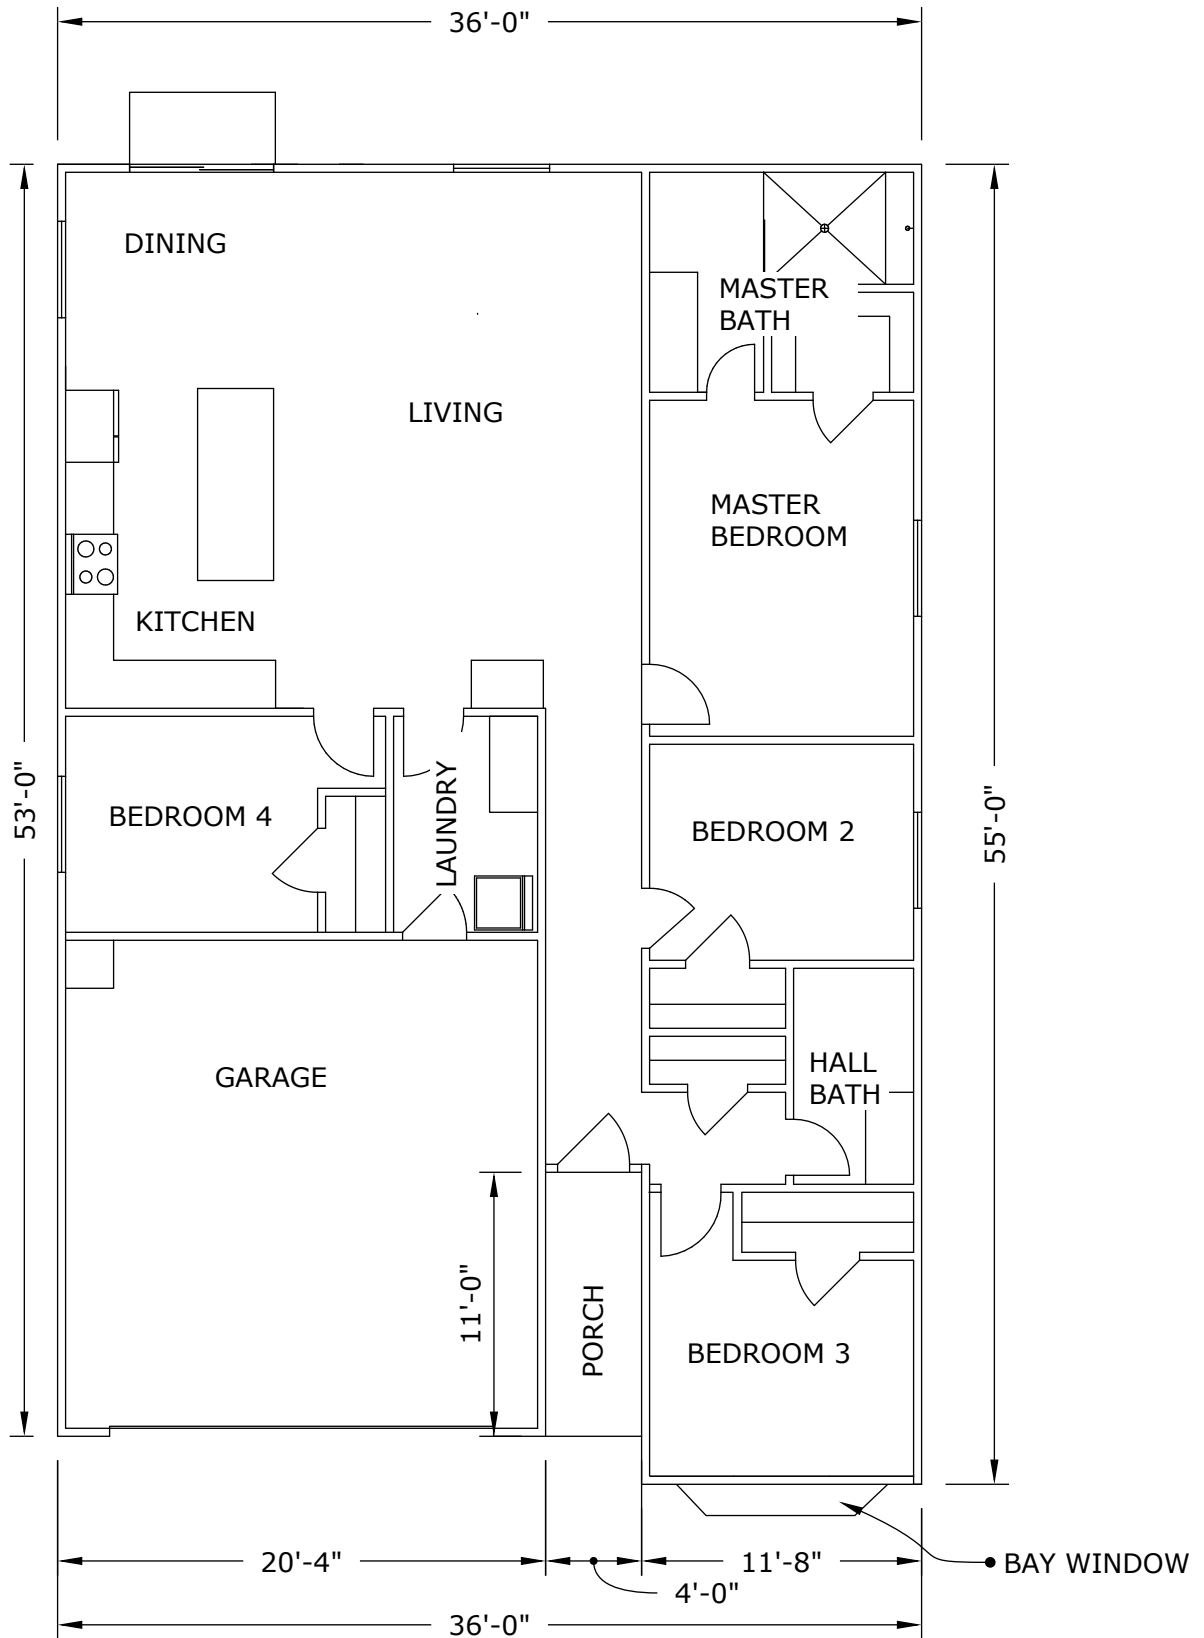 36'-0"
DINING
MASTER
BATH
LIVING
MASTER
BEDROOM
KITCHEN
53'-0"
BEDROOM 4
LAUNDRY
BEDROOM 2
55'-0"
GARAGE
HALL
BATH
11'-0"
PORCH
BEDROOM 3
20'-4"
4'-0"
11'-8"
BAY WINDOW
36'-0"